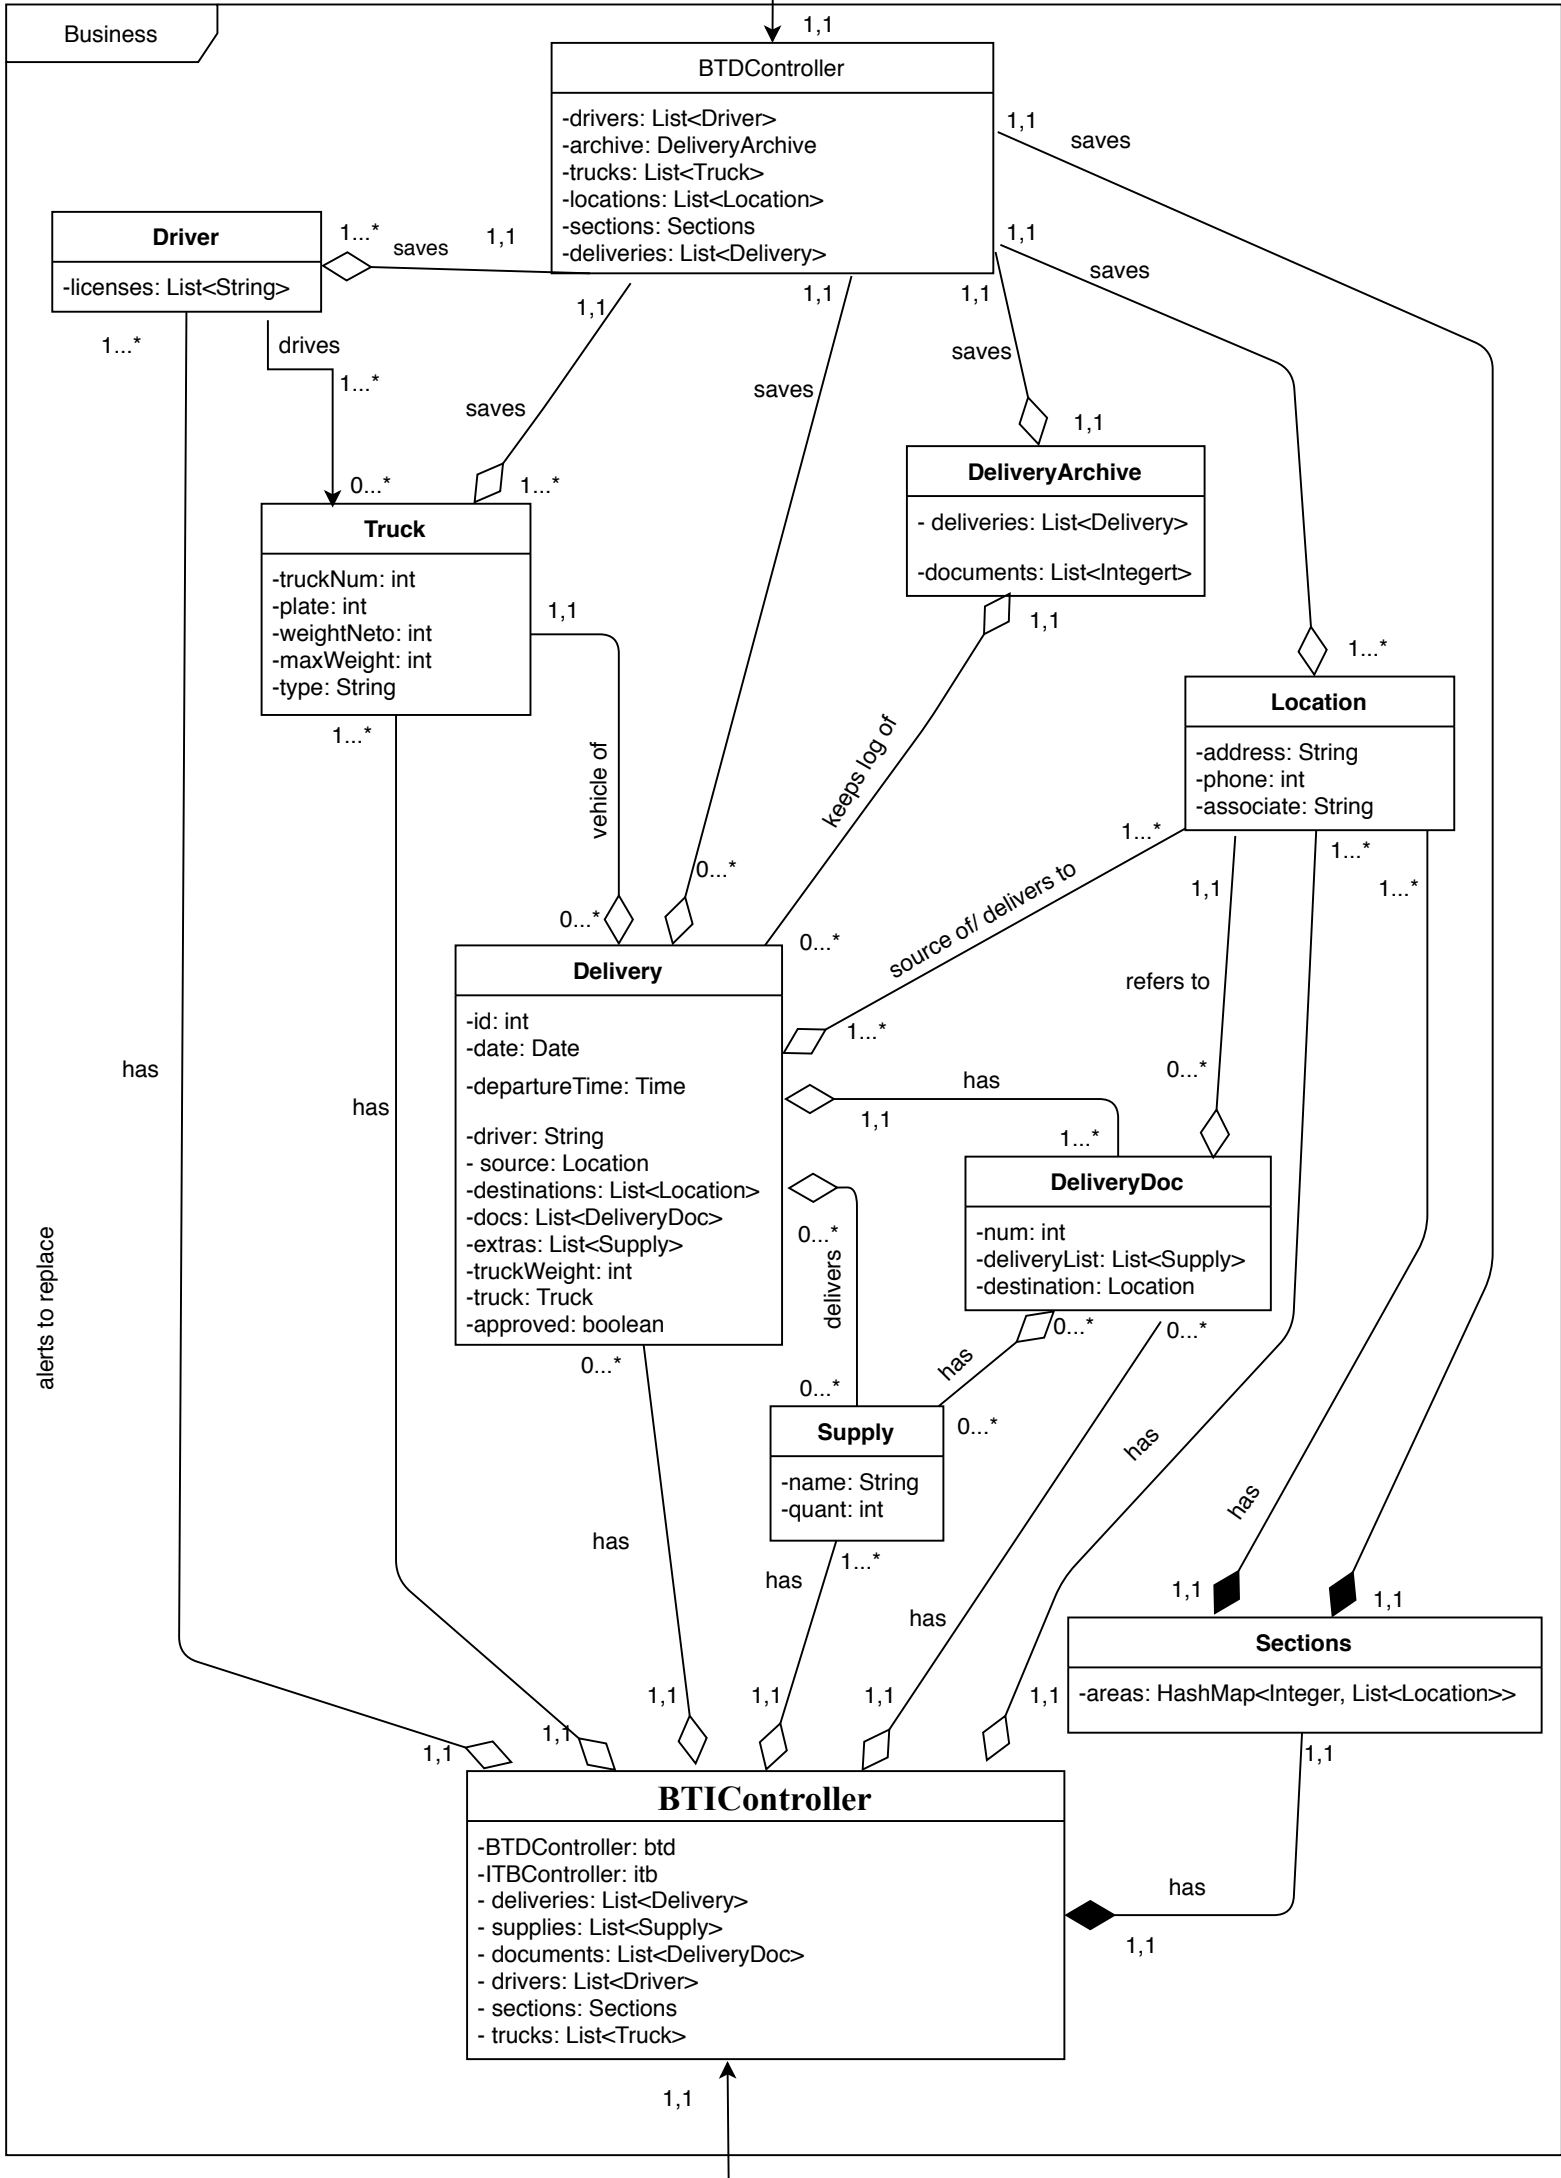 Business
1,1
BTDController
-drivers: List<Driver>
-archive: DeliveryArchive
-trucks: List<Truck>
-locations: List<Location>
-sections: Sections
-deliveries: List<Delivery>
1,1
saves
Driver
-licenses: List<String>
1...*
saves
1,1
1,1
saves
1...*
drives
1...*
0...*
1,1
saves
1...*
1,1
saves
0...*
1,1
saves
1,1
DeliveryArchive
- deliveries: List<Delivery>
-documents: List<Integert>
1,1
Truck
-truckNum: int
-plate: int
-weightNeto: int
-maxWeight: int
-type: String
1,1
1...*
vehicle of
0...*
keeps log of
0...*
1...*
Location
-address: String
-phone: int
-associate: String
1...*
source of/ delivers to
1...*
1,1
refers to
0...*
1...*
1...*
Delivery
-id: int
-date: Date
-departureTime: Time
-driver: String
- source: Location
-destinations: List<Location>
-docs: List<DeliveryDoc>
-extras: List<Supply>
-truckWeight: int
-truck: Truck
-approved: boolean
0...*
has
1,1
1...*
DeliveryDoc
-num: int
-deliveryList: List<Supply>
-destination: Location
0...*
0...*
0...*
delivers
0...*
has
0...*
Supply
-name: String
-quant: int
1...*
has
has
alerts to replace
has
has
has
has
has
1,1
1,1
Sections
-areas: HashMap<Integer, List<Location>>
1,1
1,1
1,1
1,1
1,1
1,1
1,1
BTIController
-BTDController: btd
-ITBController: itb
- deliveries: List<Delivery>
- supplies: List<Supply>
- documents: List<DeliveryDoc>
- drivers: List<Driver>
- sections: Sections
- trucks: List<Truck>
has
1,1
1,1